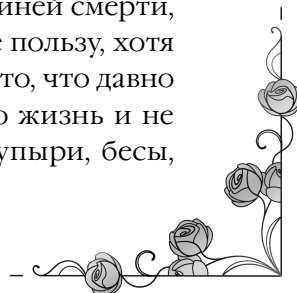 иней смерти,
е пользу, хотя
то, что давно
о жизнь и не
упыри, бесы,